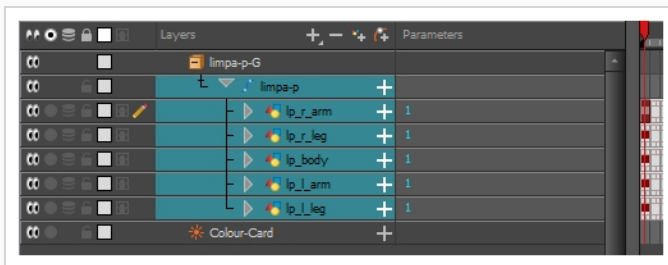 Layers Parameters
limpa-p-G
limpa-p
lp_r_arm 1
lp_r_leg 1
lp_body 1
lp_l_arm 1
lp_l_leg 1
Colour-Card